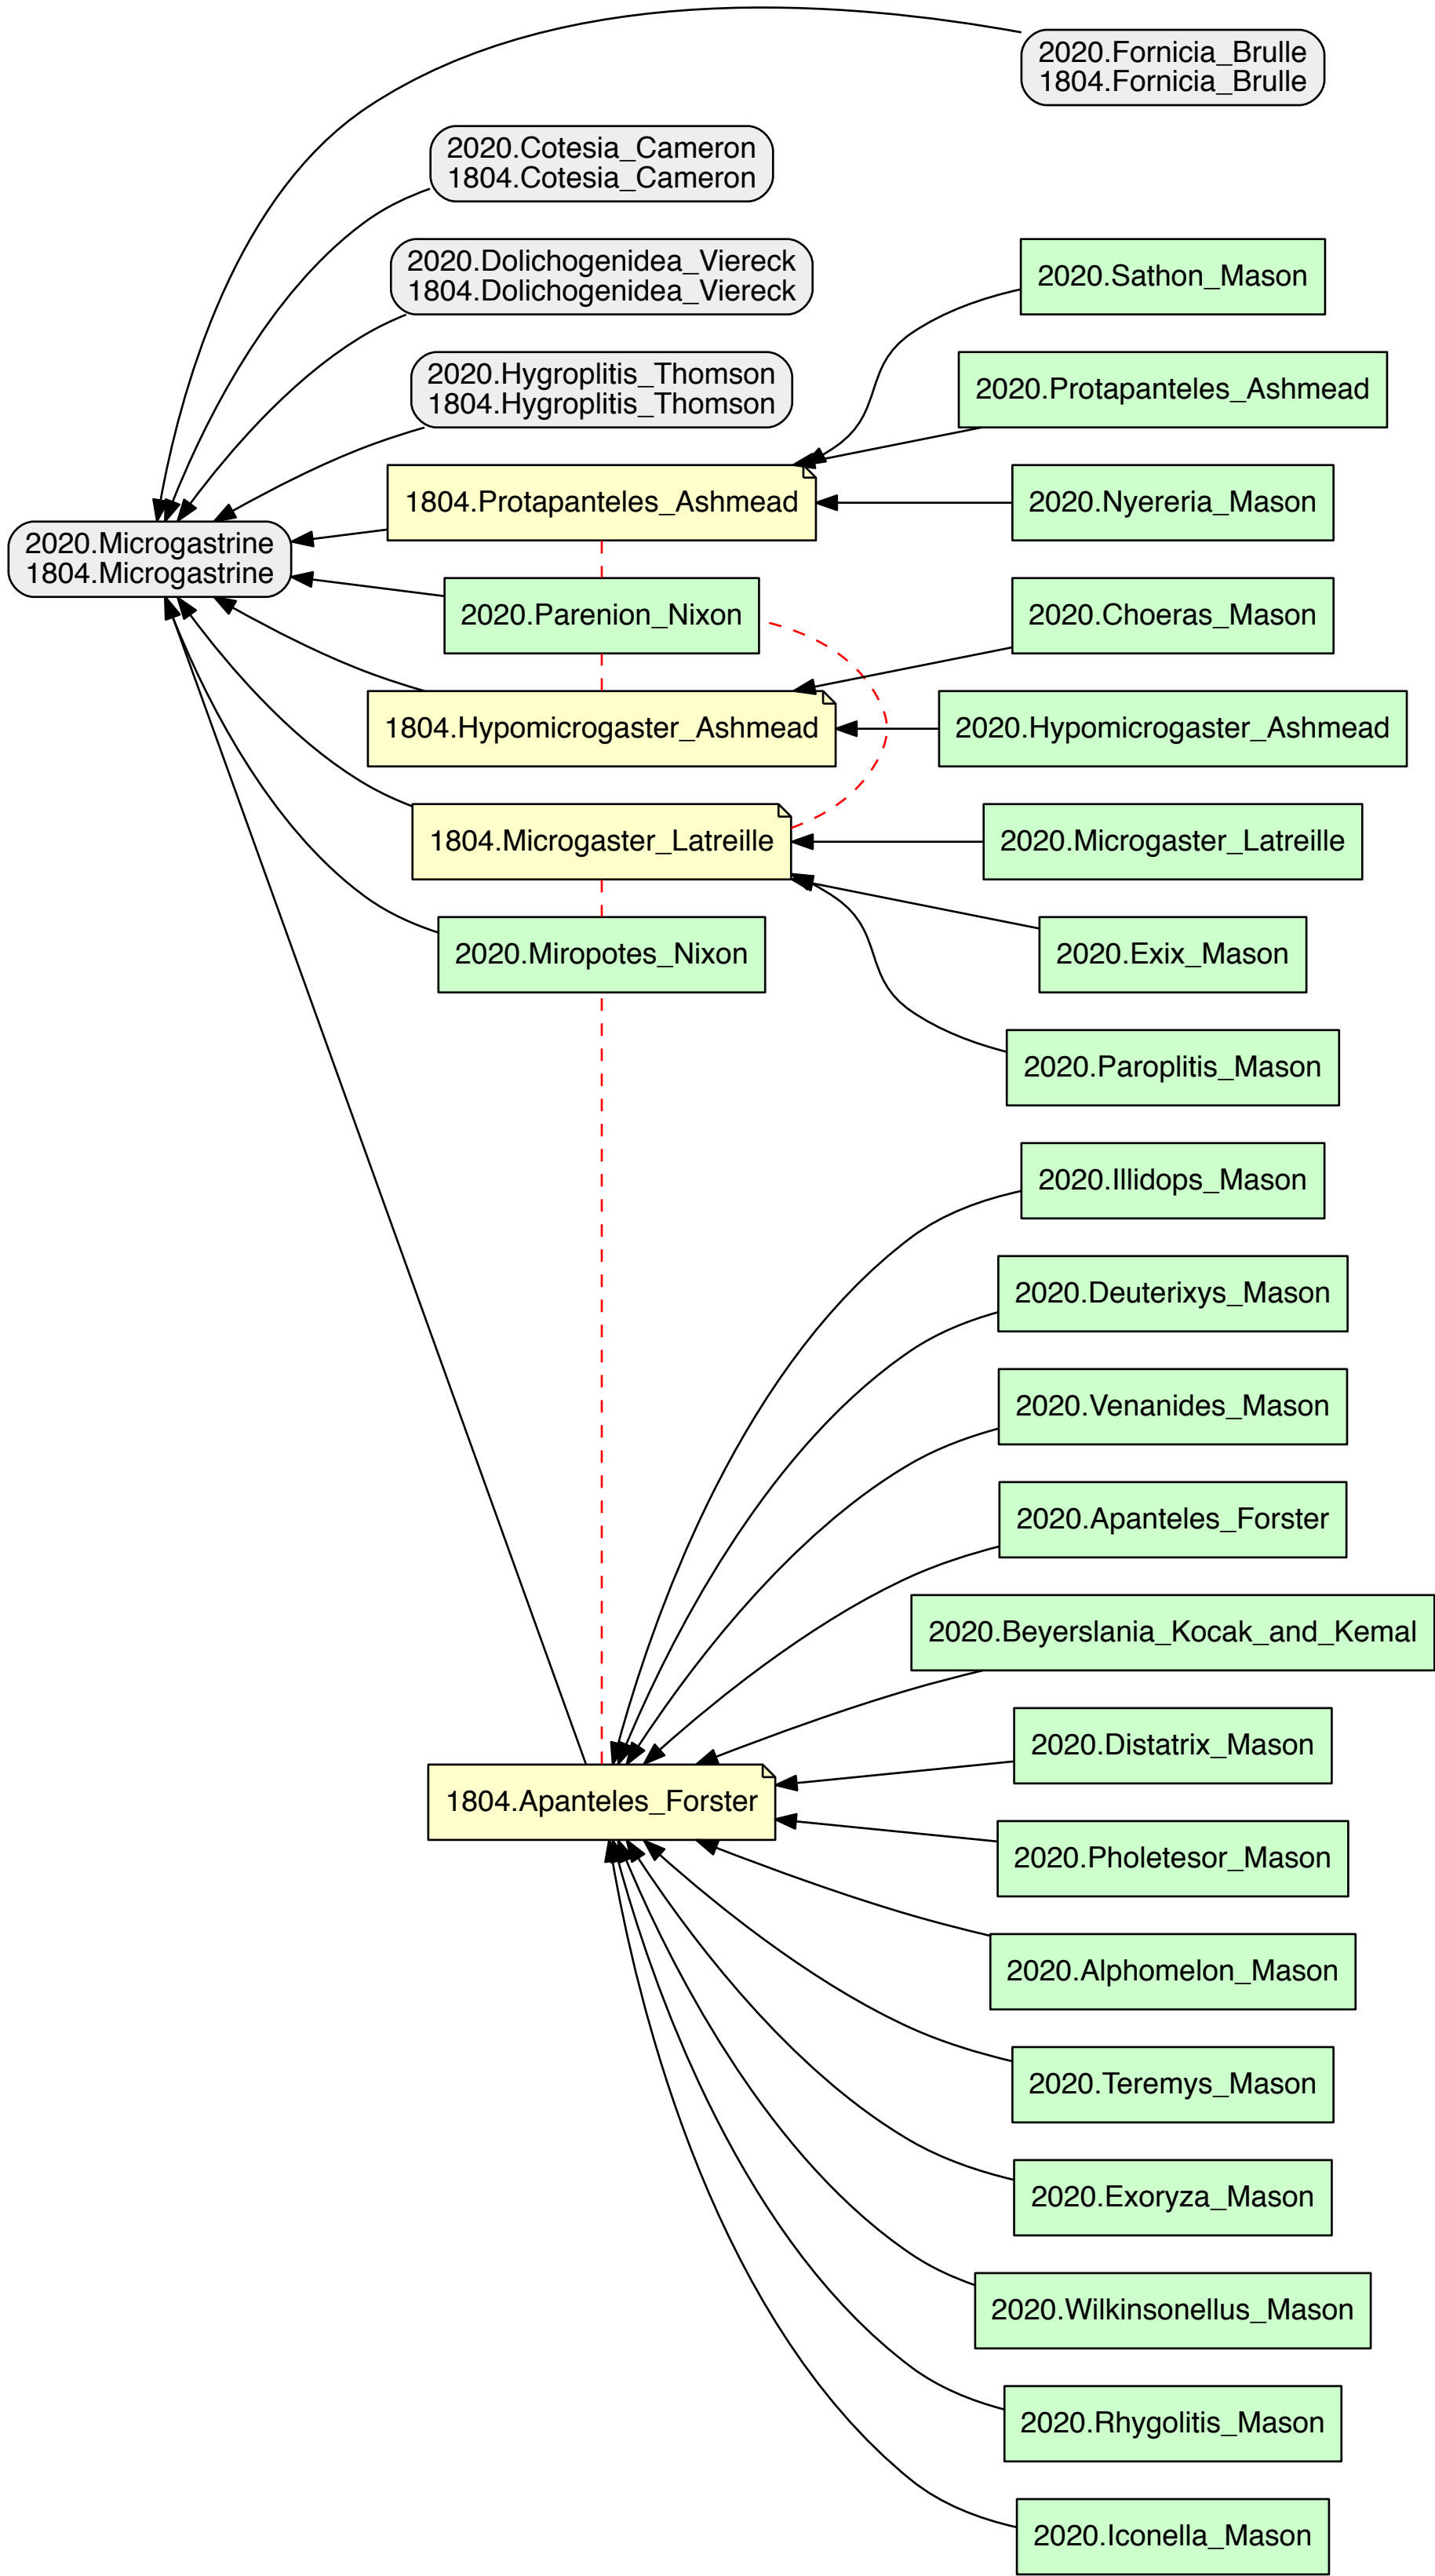 2020.Fornicia_Brulle
1804.Fornicia_Brulle
2020.Cotesia_Cameron
1804.Cotesia_Cameron
2020.Dolichogenidea_Viereck
1804.Dolichogenidea_Viereck
2020.Sathon_Mason
2020.Hygroplitis_Thomson
1804.Hygroplitis_Thomson
2020.Protapanteles_Ashmead
1804.Protapanteles_Ashmead
2020.Nyereria_Mason
2020.Microgastrine
1804.Microgastrine
2020.Parenion_Nixon
2020.Choeras_Mason
1804.Hypomicrogaster_Ashmead
2020.Hypomicrogaster_Ashmead
1804.Microgaster_Latreille
2020.Microgaster_Latreille
2020.Miropotes_Nixon
2020.Exix_Mason
2020.Paroplitis_Mason
2020.Illidops_Mason
2020.Deuterixys_Mason
2020.Venanides_Mason
2020.Apanteles_Forster
2020.Beyerslania_Kocak_and_Kemal
2020.Distatrix_Mason
1804.Apanteles_Forster
2020.Pholetesor_Mason
2020.Alphomelon_Mason
2020.Teremys_Mason
2020.Exoryza_Mason
2020.Wilkinsonellus_Mason
2020.Rhygolitis_Mason
2020.Iconella_Mason